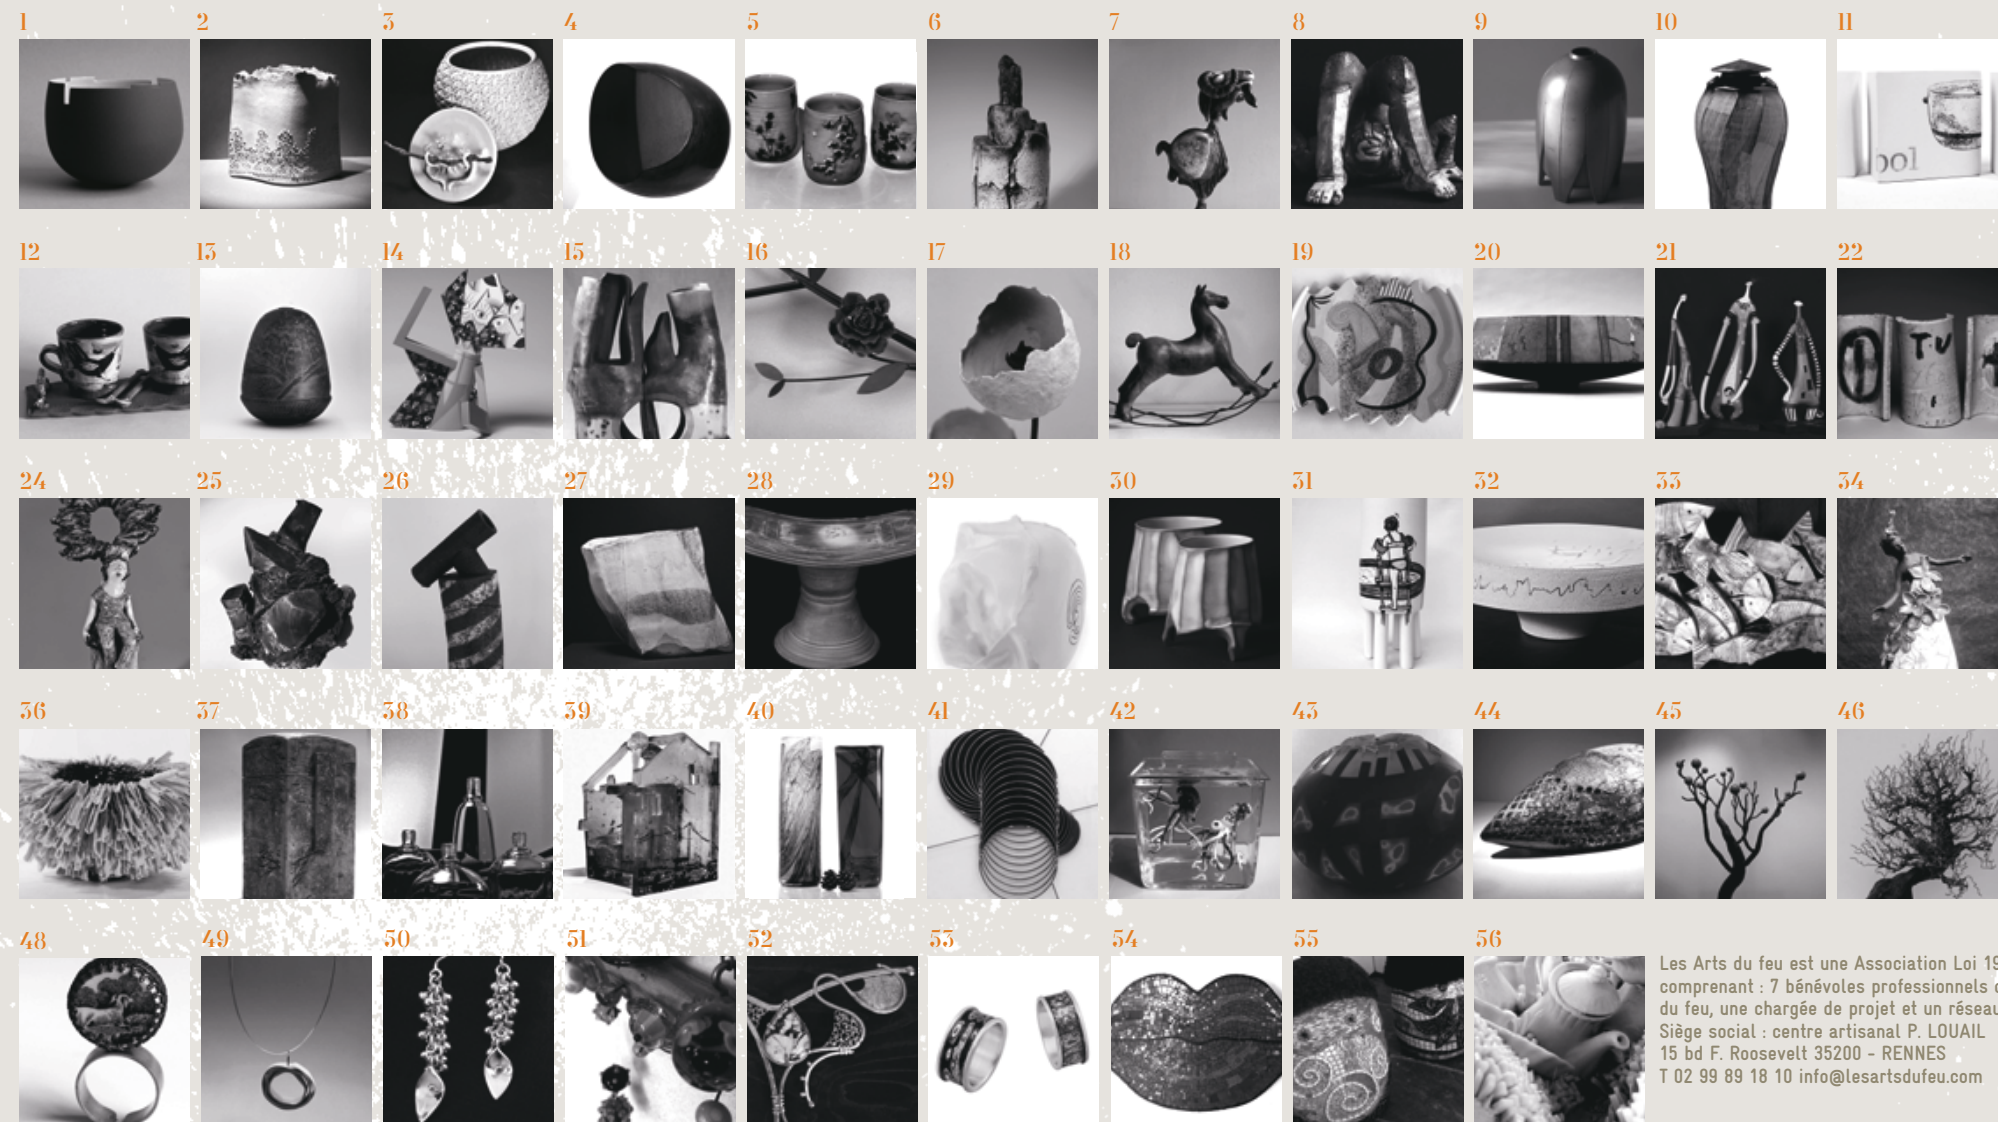 1 2 3 4 5 6 7 8 9 10 11
pol
12 13 14 15 16 17 18 19 20 21 22
TU
24 25 26 27 28 29 30 31 32 33 34
36 37 38 39 40 41 42 43 44 45 46
48 49 50 51 52 53 54 55 56
Les Arts du feu est une Association Loi 19
comprenant : 7 bénévoles professionnels
du feu, une chargée de projet et un réseau
Siège social : centre artisanal P. LOUAIL
15 bd F. Roosevelt 35200 - RENNES
T 02 99 89 18 10 info@lesartsdufeu.com